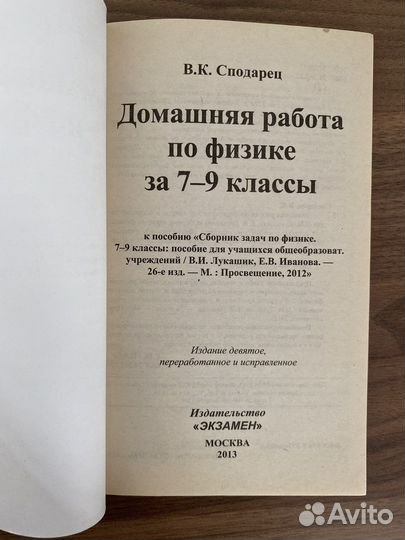 В.К. Сподарец
Домашняя работа
по физике
за 7–9 классы
к пособию «Сборник задач по физике.
7–9 классы: пособие для учащихся общеобразоват.
учреждений / В.И. Лукашик, Е.В. Иванова. —
26-е изд. — М. : Просвещение, 2012»
Издание девятое,
переработанное и исправленное
Издательство
«ЭКЗАМЕН»
МОСКВА
2013
Avito